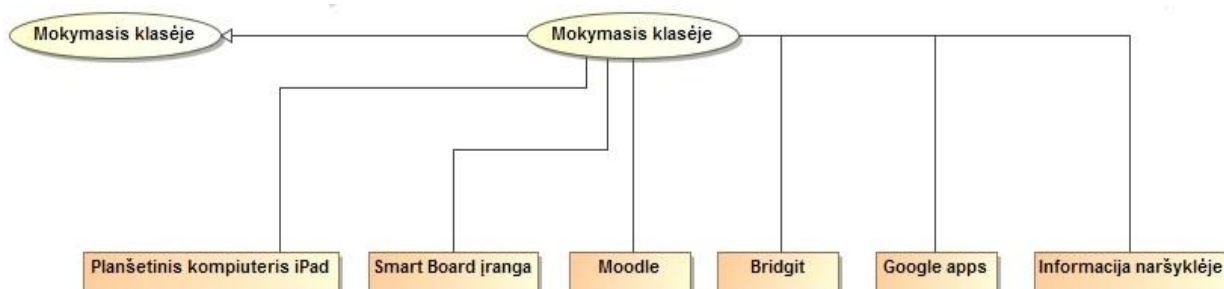 Mokymasis klasėje
Mokymasis klasėje
Planšetinis kompiuteris iPad
Smart Board įranga
Moodle
Bridgit
Google apps
Informacija naršyklėje